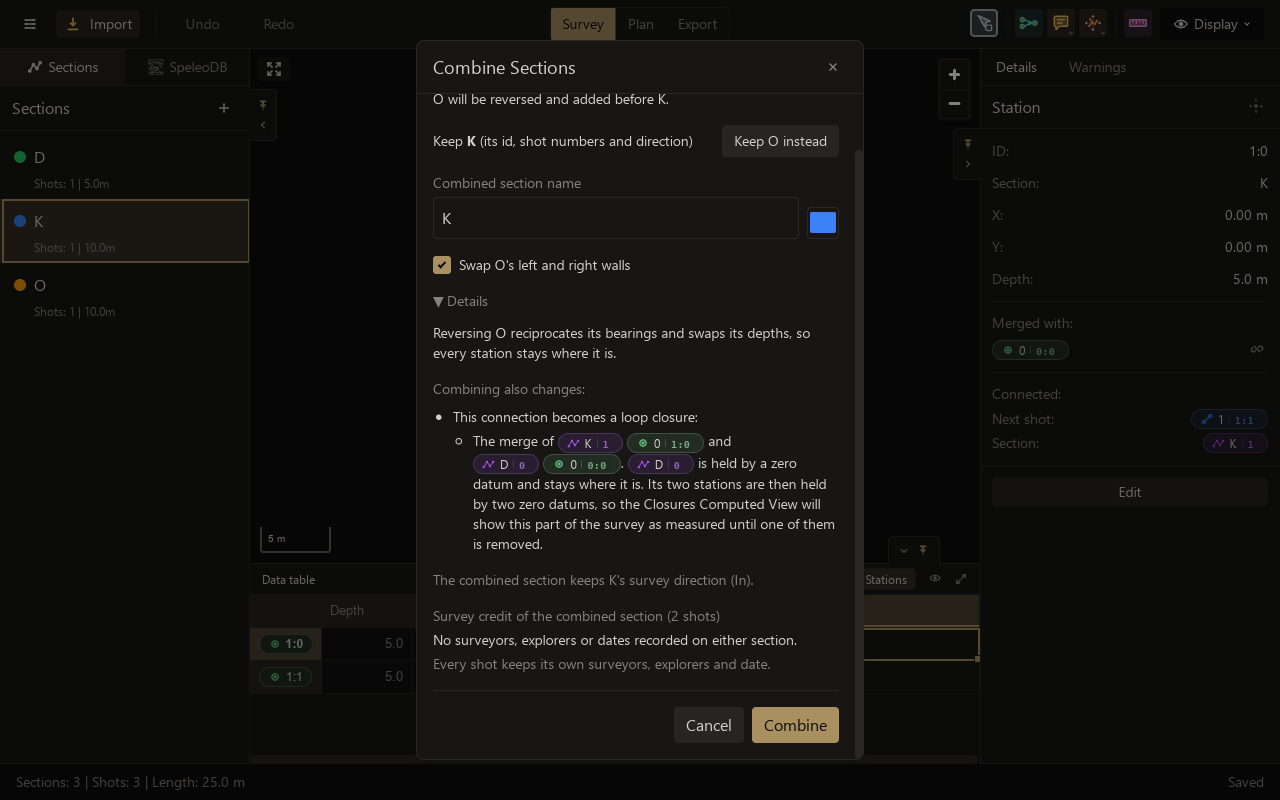 Import
Undo
Redo
Survey
Plan
Export
Display
Sections
SpeleoDB
Sections
D
Shots: 1 | 5.0m
K
Shots: 1 | 10.0m
O
Shots: 1 | 10.0m
5 m
Combine Sections
O will be reversed and added before K.
Keep K (its id, shot numbers and direction)
Keep O instead
Combined section name
K
Swap O's left and right walls
▼ Details
Reversing O reciprocates its bearings and swaps its depths, so
every station stays where it is.
Combining also changes:
• This connection becomes a loop closure:
The merge of K | 1 0 | 1:0 and
D | 0 0 | 0:0. D | 0 is held by a zero
datum and stays where it is. Its two stations are then held
by two zero datums, so the Closures Computed View will
show this part of the survey as measured until one of them
is removed.
The combined section keeps K's survey direction (In).
Survey credit of the combined section (2 shots)
No surveyors, explorers or dates recorded on either section.
Every shot keeps its own surveyors, explorers and date.
Cancel
Combine
Details
Warnings
Station
ID: 1:0
Section: K
X: 0.00 m
Y: 0.00 m
Depth: 5.0 m
Merged with:
0 | 0:0
Connected:
Next shot: 1 | 1:1
Section: K | 1
Edit
Data table
Stations
Depth
1:0 5.0
1:1 5.0
Sections: 3 | Shots: 3 | Length: 25.0 m
Saved